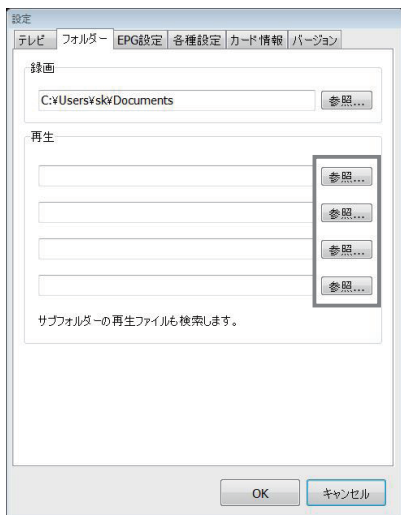 設定
テレビ フォルダー EPG設定 各種設定 カード情報 バージョン
録画
C:¥Users¥sk¥Documents 参照...
再生
参照...
参照...
参照...
参照...
サブフォルダーの再生ファイルも検索します。
OK キャンセル